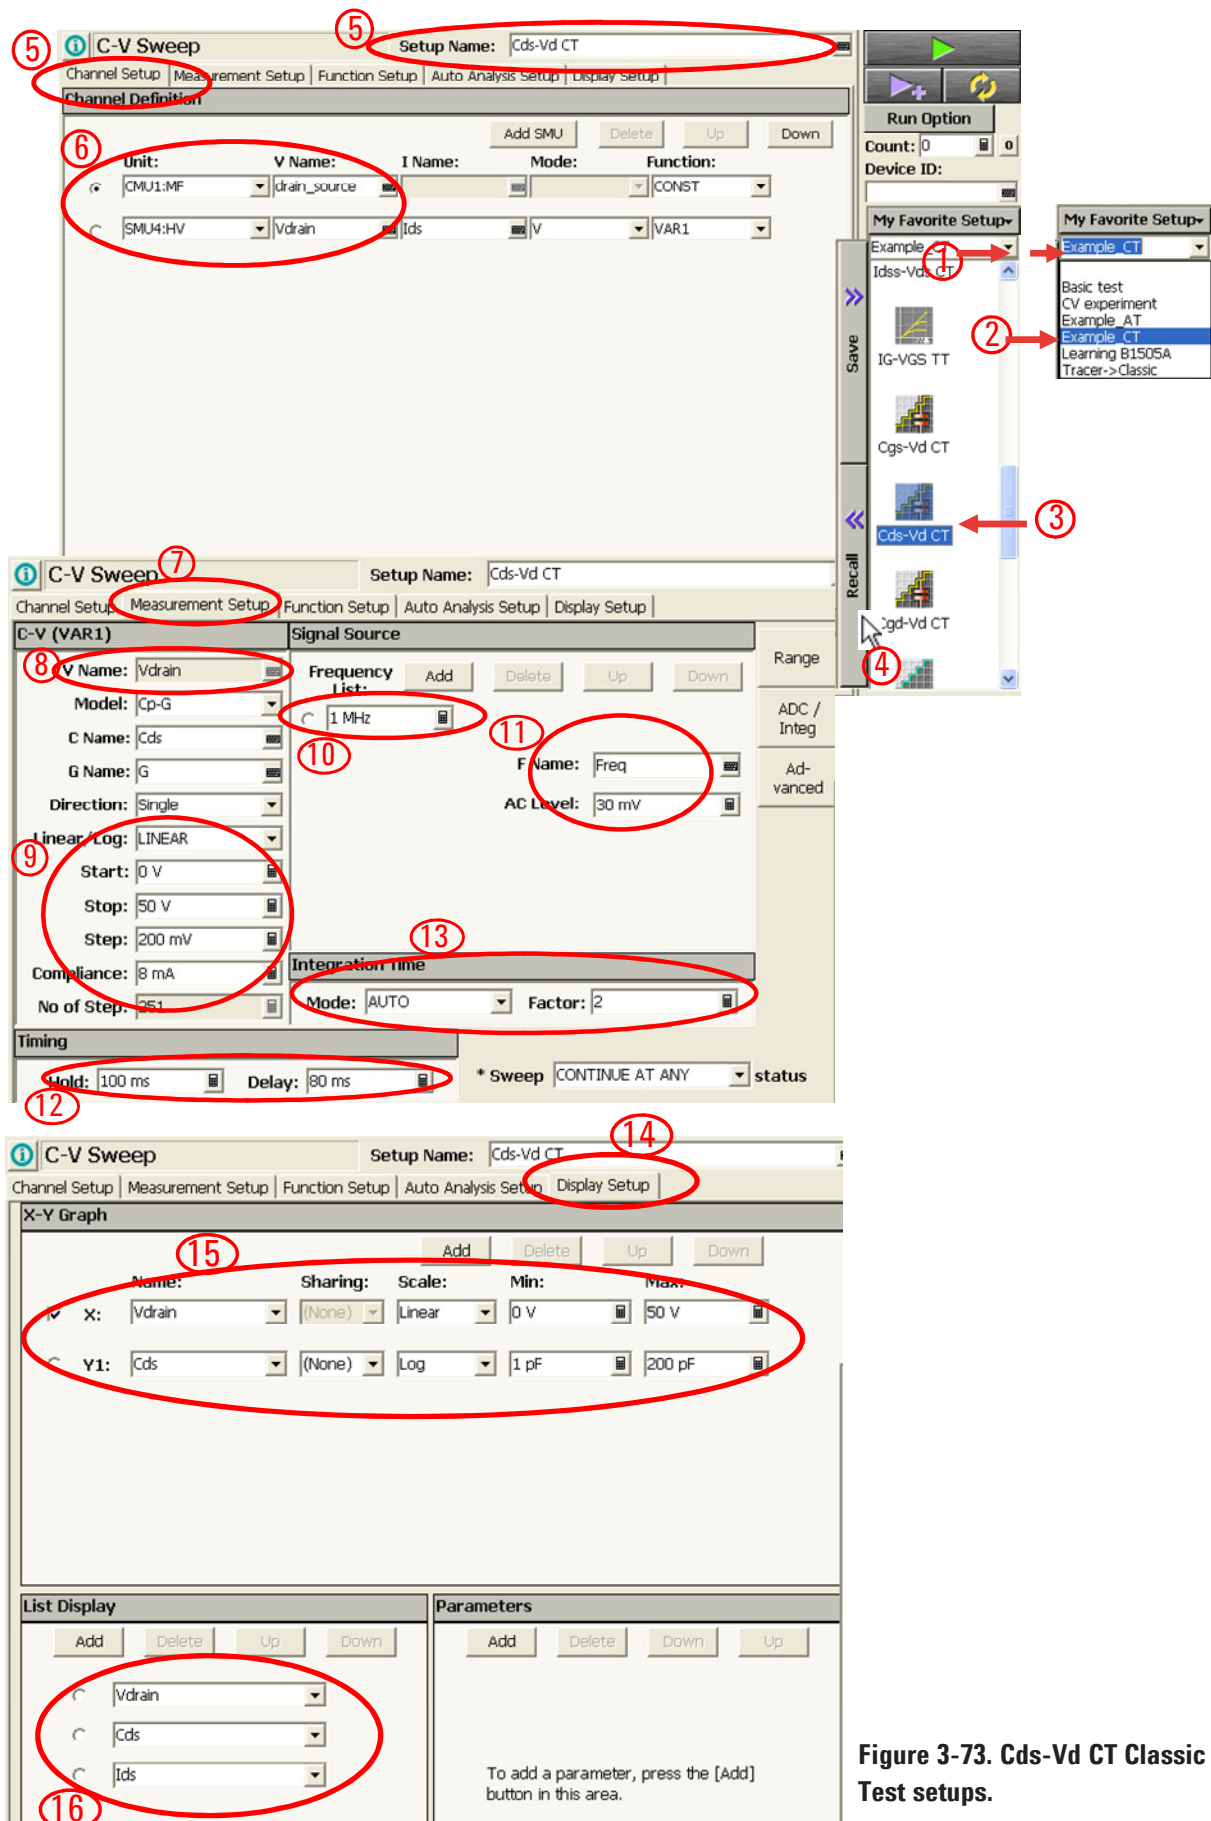 5
C-V Sweep
5
Setup Name: Cds-Vd CT
Channel Setup Measurement Setup Function Setup Auto Analysis Setup Display Setup
Channel Definition
Add SMU Delete Up Down
6
Unit: V Name: I Name: Mode: Function:
CMU1:MF drain_source CONST
SMU4:HV Vdrain Ids V VAR1
Run Option
Count: 0 0
Device ID:
My Favorite Setup
Example_CT
1
Idss-Vds CT
IG-VGS TT
Cgs-Vd CT
Cds-Vd CT
3
Cgd-Vd CT
4
Save
Recall
My Favorite Setup
Example_CT
Basic test
CV experiment
Example_AT
2
Example_CT
Learning B1505A
Tracer->Classic
7
C-V Sweep
Setup Name: Cds-Vd CT
Channel Setup Measurement Setup Function Setup Auto Analysis Setup Display Setup
C-V (VAR1)
8
V Name: Vdrain
Model: Cp-G
C Name: Cds
G Name: G
Direction: Single
Linear/Log: LINEAR
9
Start: 0 V
Stop: 50 V
Step: 200 mV
Compliance: 8 mA
No of Step: 251
Signal Source
Frequency List:
Add Delete Up Down
1 MHz
10
11
F Name: Freq
AC Level: 30 mV
Range
ADC / Integ
Ad-
vanced
13
Integration Time
Mode: AUTO Factor: 2
Timing
Hold: 100 ms Delay: 80 ms
12
* Sweep CONTINUE AT ANY status
14
C-V Sweep
Setup Name: Cds-Vd CT
Channel Setup Measurement Setup Function Setup Auto Analysis Setup Display Setup
X-Y Graph
15
Add Delete Up Down
Name: Sharing: Scale: Min: Max:
X: Vdrain (None) Linear 0 V 50 V
Y1: Cds (None) Log 1 pF 200 pF
List Display
Add Delete Up Down
Vdrain
Cds
Ids
16
Parameters
Add Delete Down Up
To add a parameter, press the [Add]
button in this area.
Figure 3-73. Cds-Vd CT Classic
Test setups.